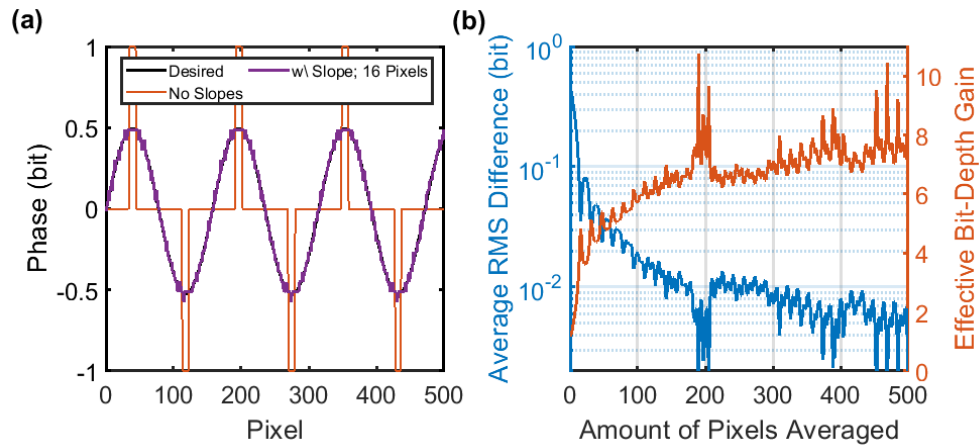 (a)
Phase (bit)
1
0.5
0
-0.5
-1
Desired
w\ Slope; 16 Pixels
No Slopes
0 100 200 300 400 500
Pixel
(b)
Average RMS Difference (bit)
10^0
10^-1
10^-2
0 100 200 300 400 500
Amount of Pixels Averaged
10
8
6
4
2
0
Effective Bit-Depth Gain